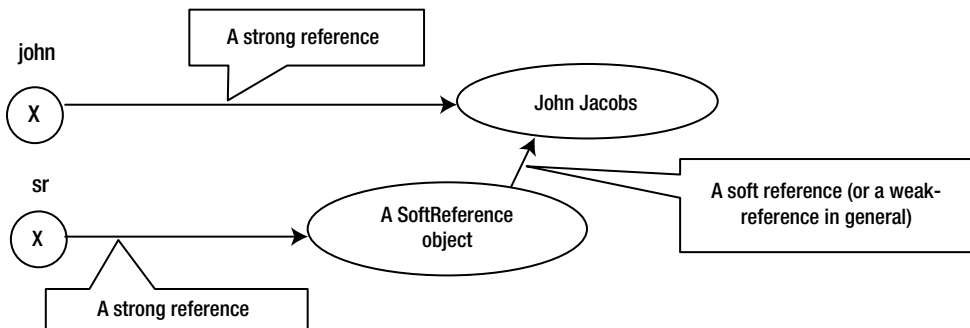 A strong reference
john
X
John Jacobs
sr
X
A SoftReference
object
A soft reference (or a weak-
reference in general)
A strong reference